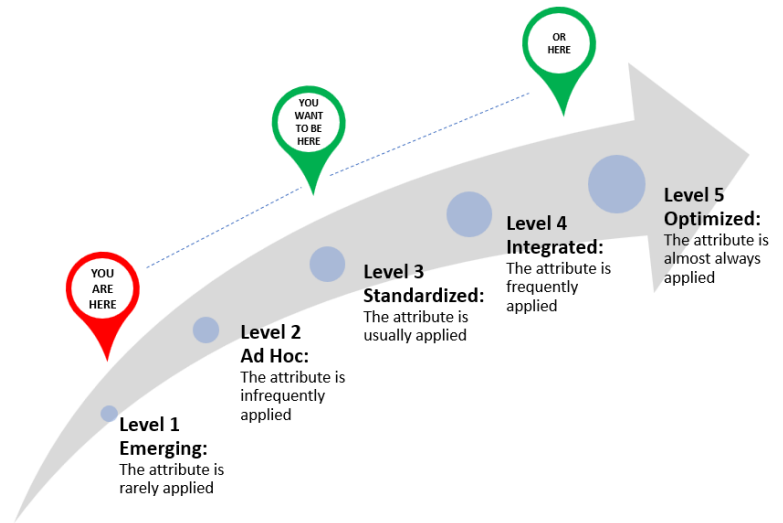 OR
HERE
YOU
WANT
TO BE
HERE
YOU
ARE
HERE
Level 1
Emerging:
The attribute is
rarely applied
Level 2
Ad Hoc:
The attribute is
infrequently
applied
Level 3
Standardized:
The attribute is
usually applied
Level 4
Integrated:
The attribute is
frequently
applied
Level 5
Optimized:
The attribute is
almost always
applied